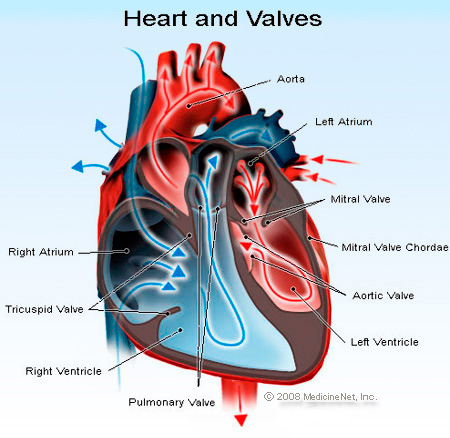 Heart and Valves
Aorta
Left Atrium
Mitral Valve
Mitral Valve Chordae
Right Atrium
Aortic Valve
Tricuspid Valve
Left Ventricle
Right Ventricle
Pulmonary Valve
© 2008 MedicineNet, Inc.